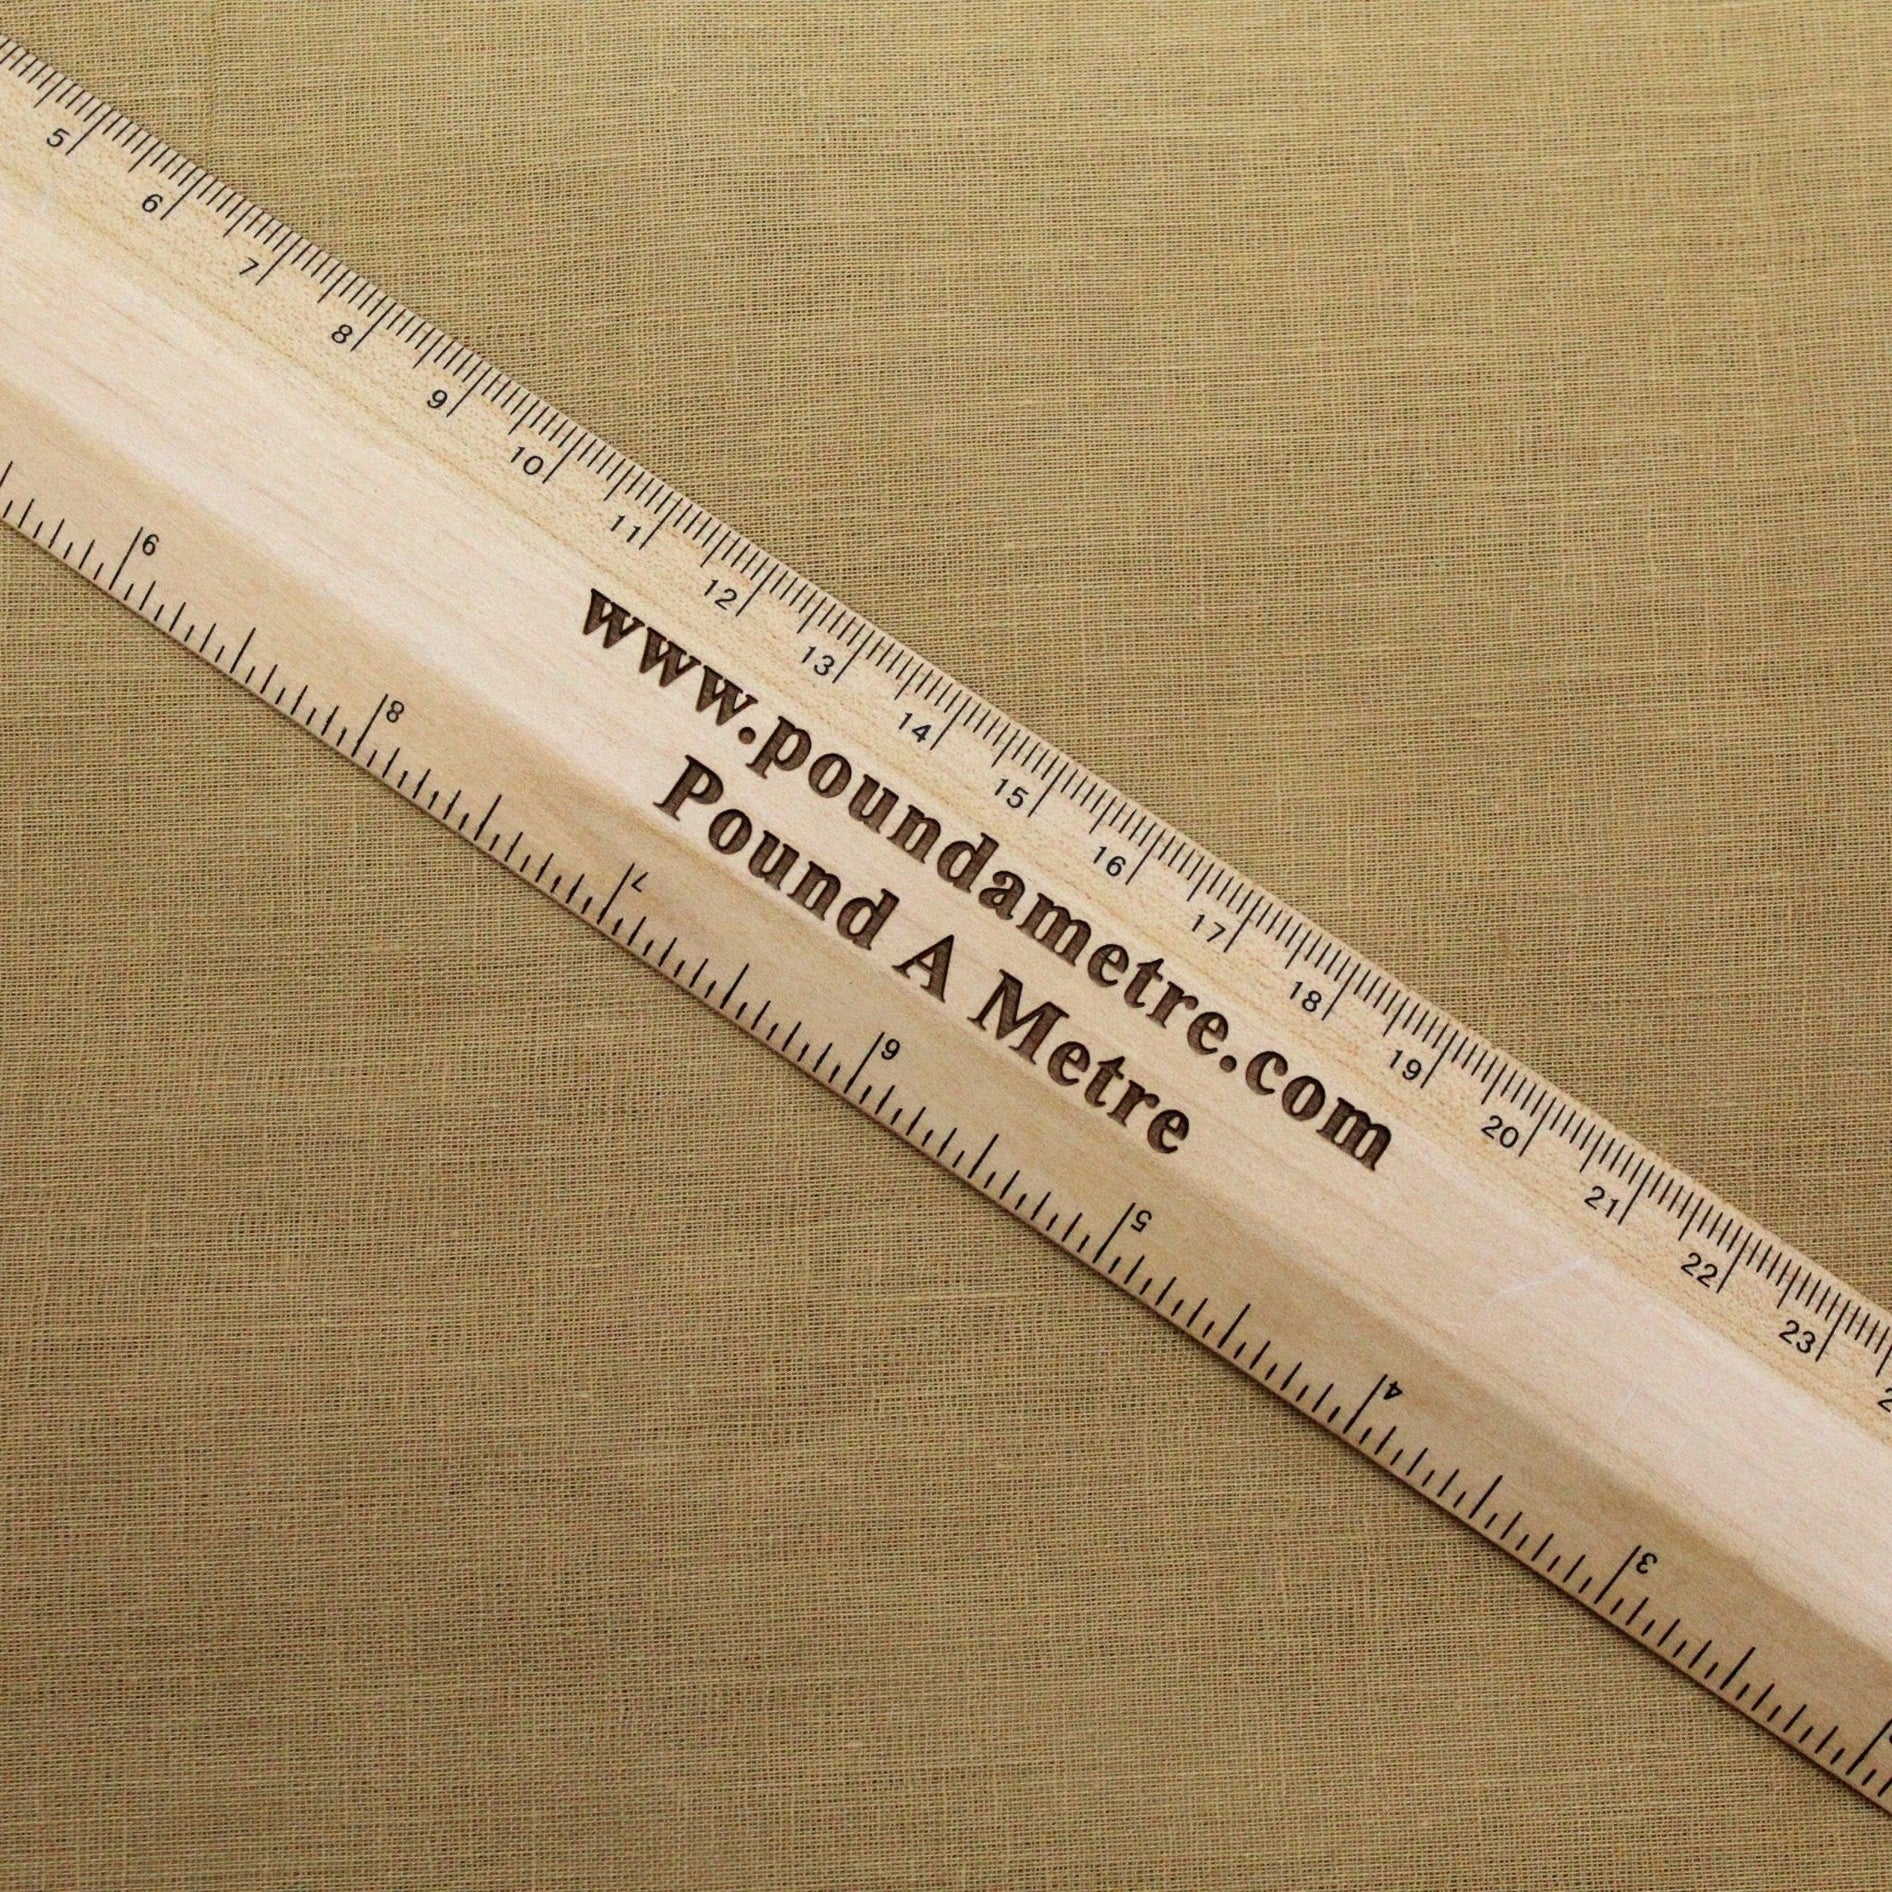 5 6 7 8 9 10 11 12 13 14 15 16 17 18 19 20 21 22 23
www.poundametre.com
Pound A Metre
9 8 7 6 5 4 3